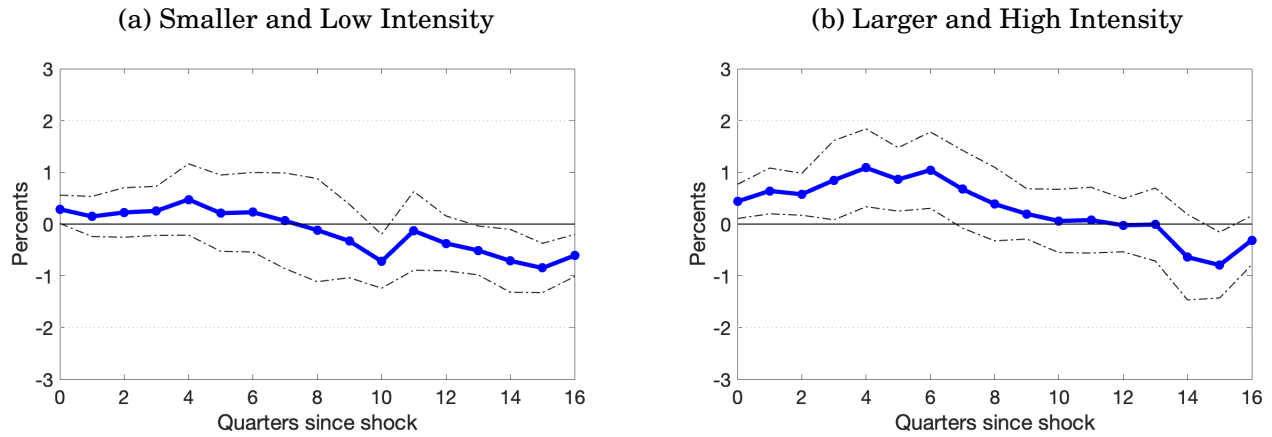 (a) Smaller and Low Intensity
3
2
1
0
-1
-2
-3
Percents
0 2 4 6 8 10 12 14 16
Quarters since shock
(b) Larger and High Intensity
3
2
1
0
-1
-2
-3
Percents
0 2 4 6 8 10 12 14 16
Quarters since shock